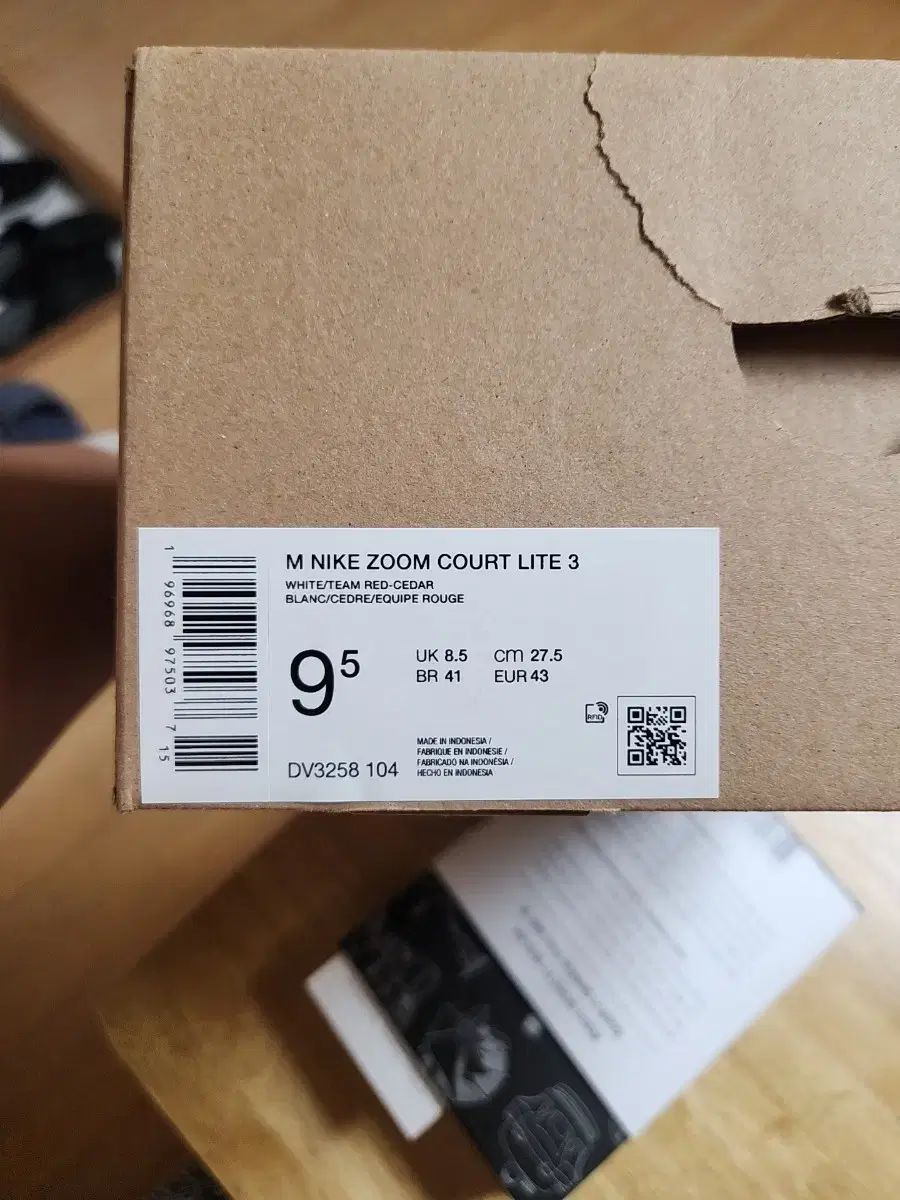 M NIKE ZOOM COURT LITE 3
WHITE/TEAM RED-CEDAR
BLANC/CEDRE/EQUIPE ROUGE
9⁵
UK 8.5 cm 27.5
BR 41 EUR 43
RFID
MADE IN INDONESIA /
FABRIQUE EN INDONESIE /
FABRICADO NA INDONÉSIA /
HECHO EN INDONESIA
DV3258 104
1 96968 97503 7 15